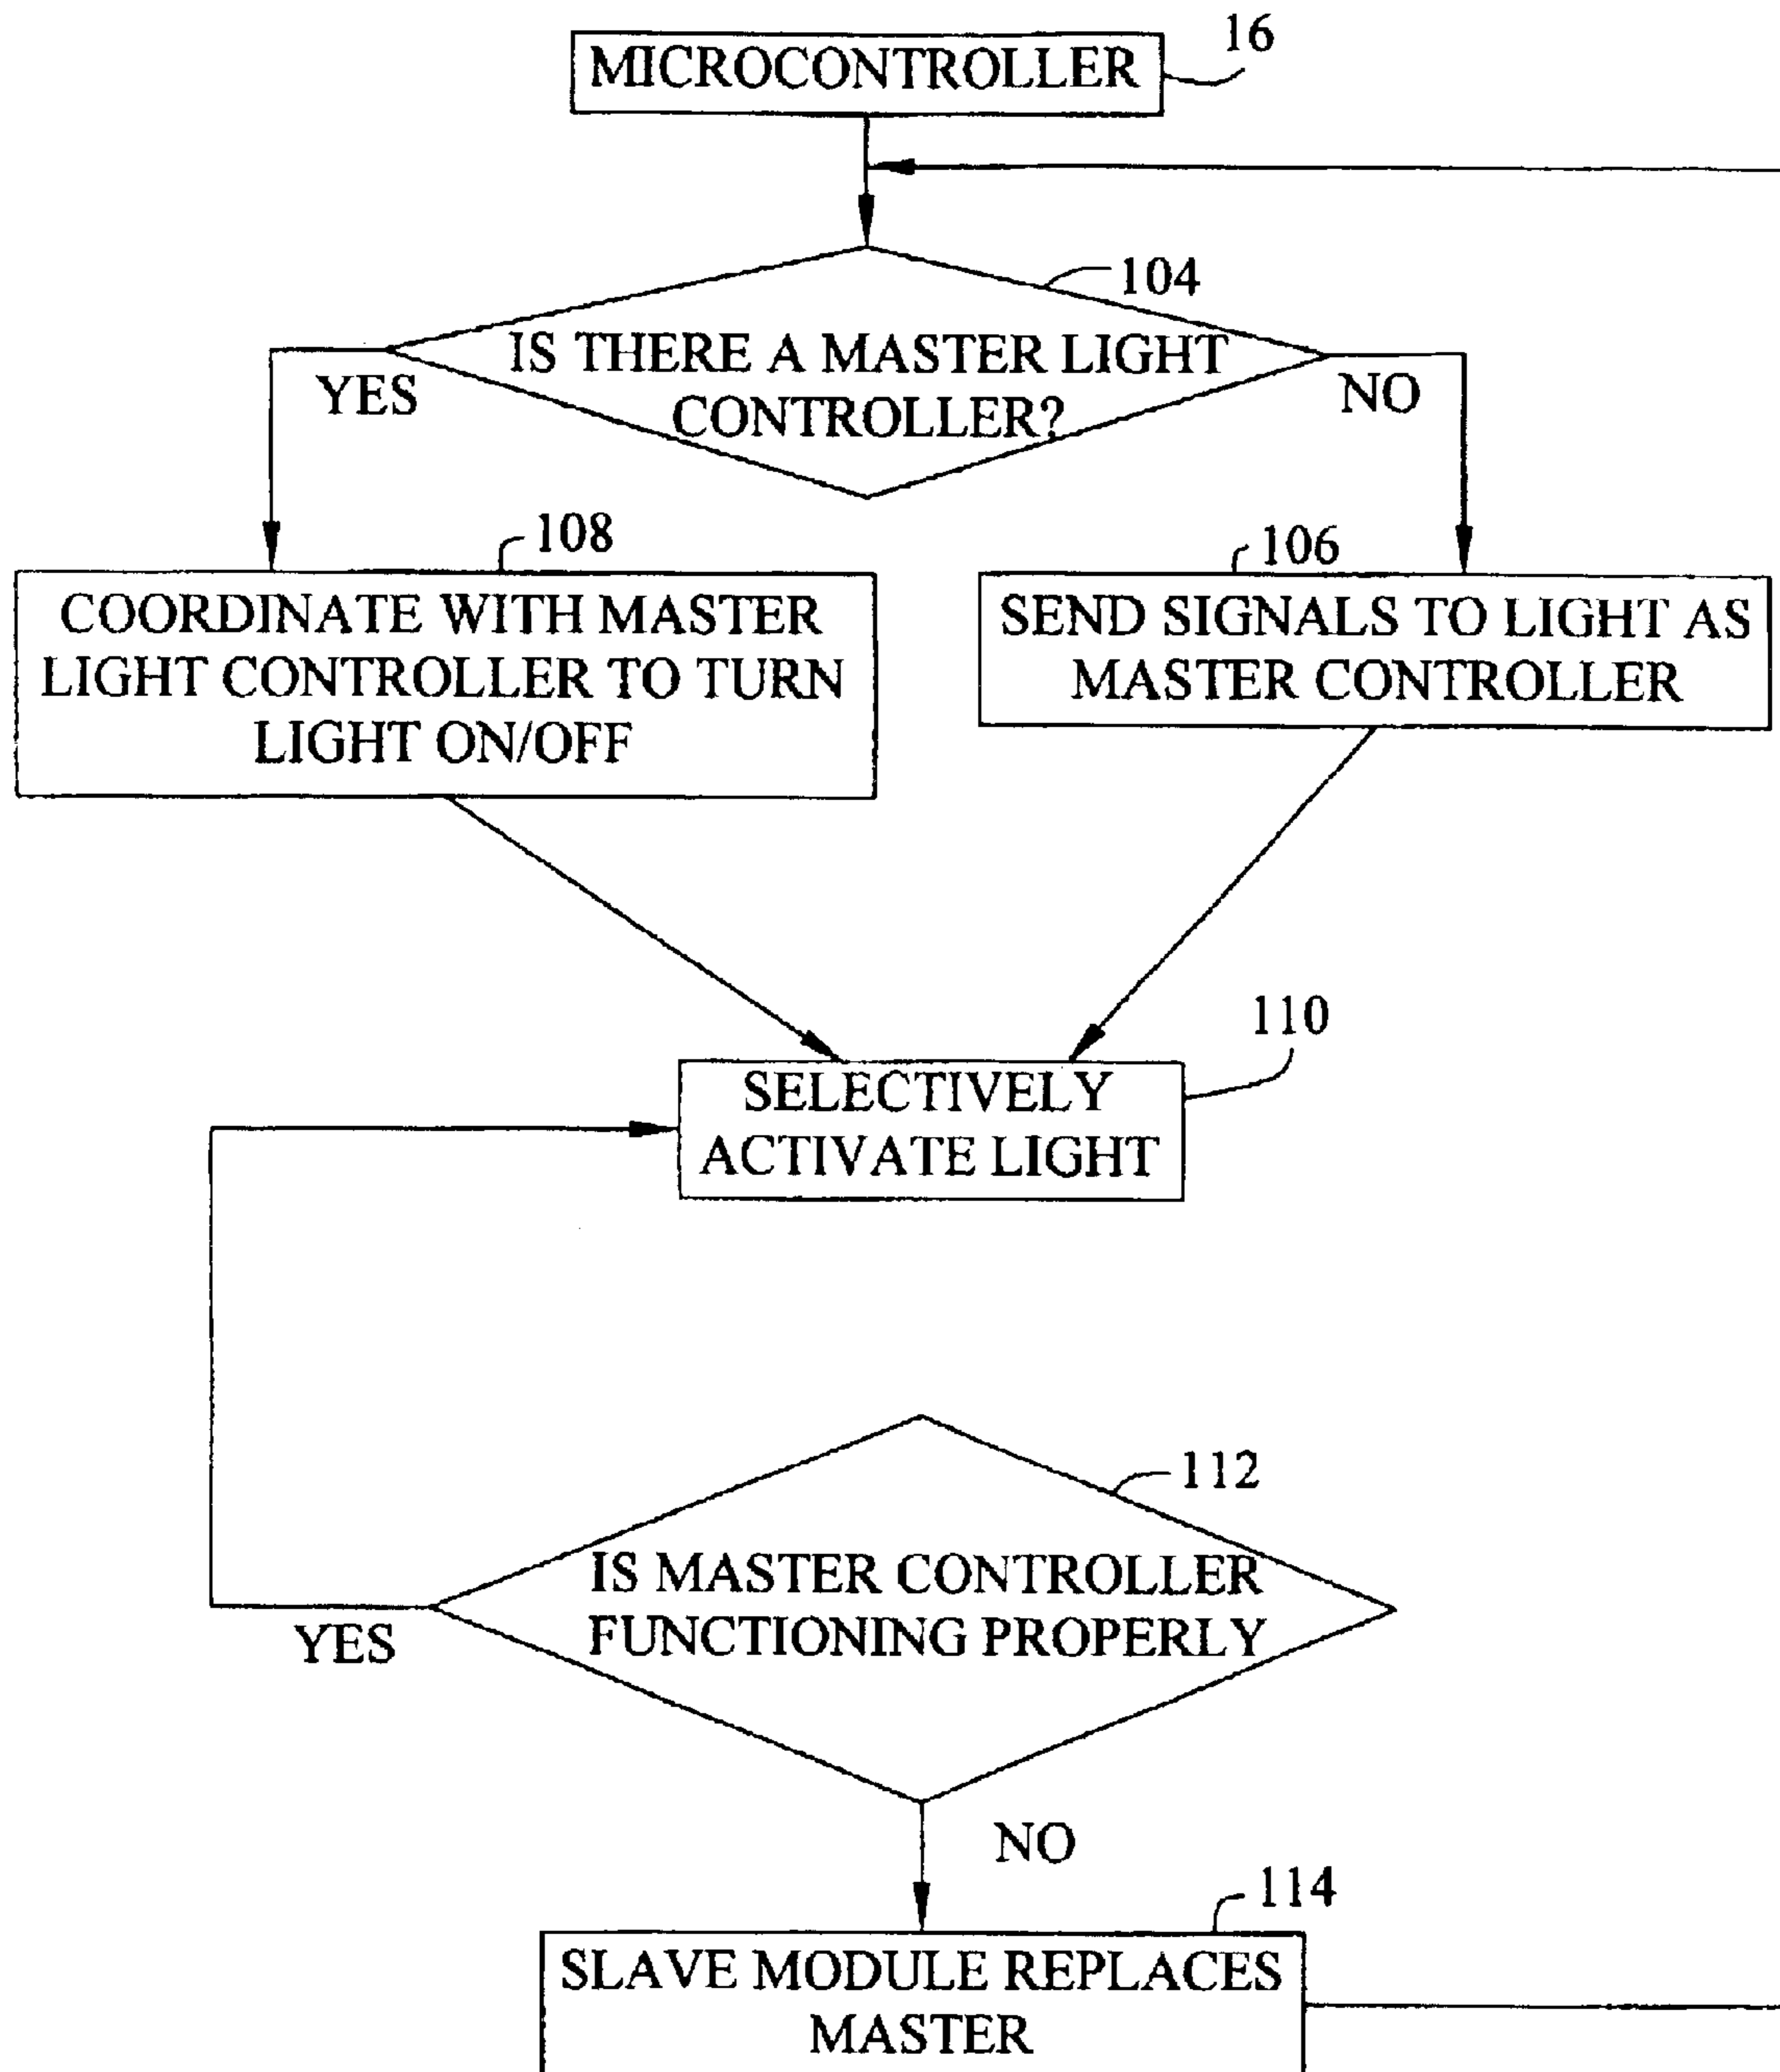 MICROCONTROLLER
16
104
IS THERE A MASTER LIGHT
CONTROLLER?
YES
NO
108
COORDINATE WITH MASTER
LIGHT CONTROLLER TO TURN
LIGHT ON/OFF
106
SEND SIGNALS TO LIGHT AS
MASTER CONTROLLER
110
SELECTIVELY
ACTIVATE LIGHT
112
IS MASTER CONTROLLER
FUNCTIONING PROPERLY
YES
NO
114
SLAVE MODULE REPLACES
MASTER